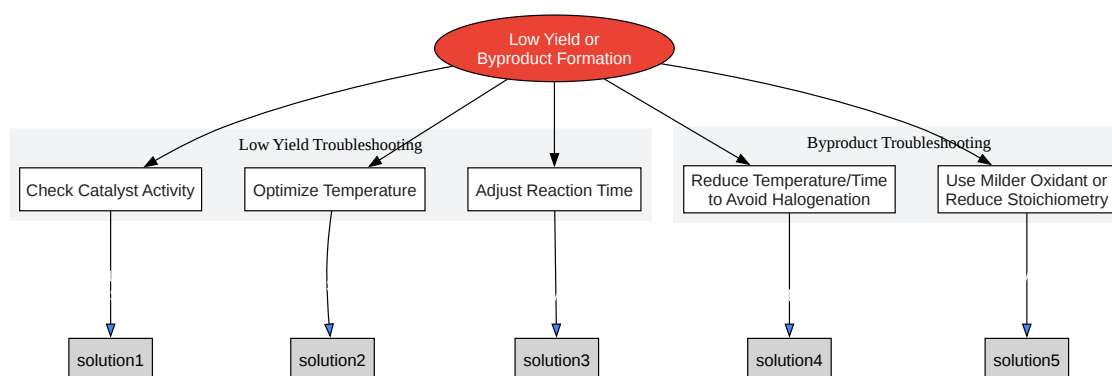 Low Yield or
Byproduct Formation
Low Yield Troubleshooting
Byproduct Troubleshooting
Check Catalyst Activity
Optimize Temperature
Adjust Reaction Time
Reduce Temperature/Time
to Avoid Halogenation
Use Milder Oxidant or
Reduce Stoichiometry
solution1
solution2
solution3
solution4
solution5